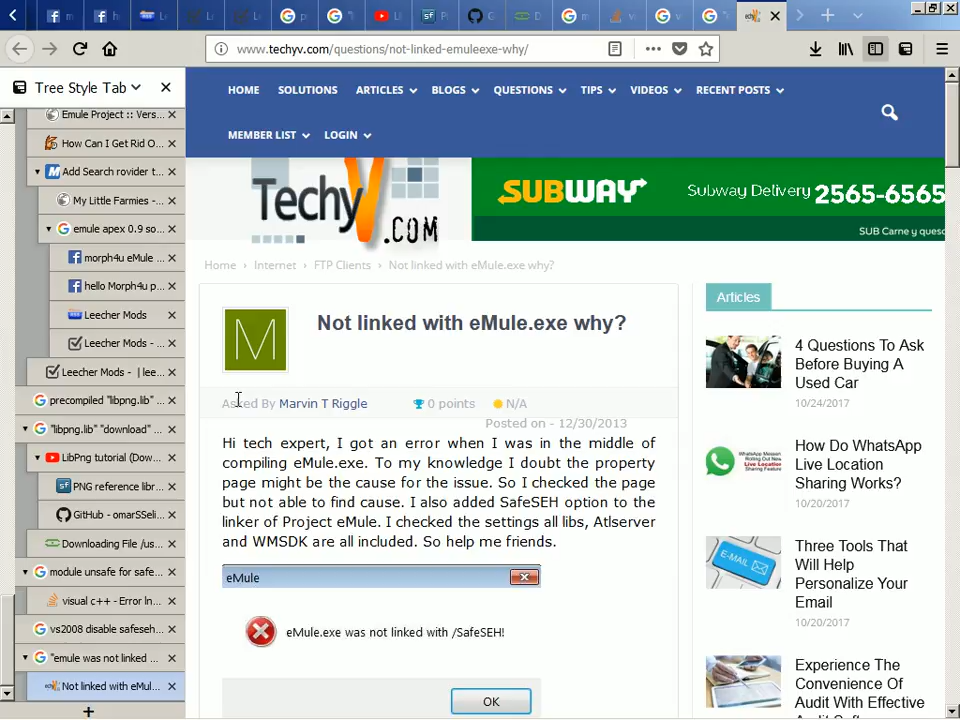 Tree Style Tab
www.techyv.com/questions/not-linked-emuleexe-why/
Emule Project :: Vers...
How Can I Get Rid O...
Add Search rovider t...
My Little Farmies -...
emule apex 0.9 so...
morph4u eMule ...
hello Morph4u p...
Leecher Mods
Leecher Mods - ...
Leecher Mods - | lee...
precompiled "libpng.lib" ...
"libpng.lib" "download" ...
LibPng tutorial (Dow...
PNG reference libr...
GitHub - omarSSeli...
Downloading File /us...
module unsafe for safe...
visual c++ - Error ln...
vs2008 disable safeseh...
"emule was not linked ...
Not linked with eMul...
HOME SOLUTIONS ARTICLES BLOGS QUESTIONS TIPS VIDEOS RECENT POSTS
MEMBER LIST LOGIN
TechyV
.COM
SUBWAY
Subway Delivery 2565-6565
SUB Carne y queso
Home › Internet › FTP Clients › Not linked with eMule.exe why?
M
Not linked with eMule.exe why?
Asked By Marvin T Riggle 0 points N/A
Posted on - 12/30/2013
Hi tech expert, I got an error when I was in the middle of
compiling eMule.exe. To my knowledge I doubt the property
page might be the cause for the issue. So I checked the page
but not able to find cause. I also added SafeSEH option to the
linker of Project eMule. I checked the settings all libs, Atlserver
and WMSDK are all included. So help me friends.
eMule
eMule.exe was not linked with /SafeSEH!
OK
Articles
4 Questions To Ask
Before Buying A
Used Car
10/24/2017
How Do WhatsApp
Live Location
Sharing Works?
10/20/2017
Three Tools That
Will Help
Personalize Your
Email
10/20/2017
E-MAIL
Experience The
Convenience Of
Audit With Effective